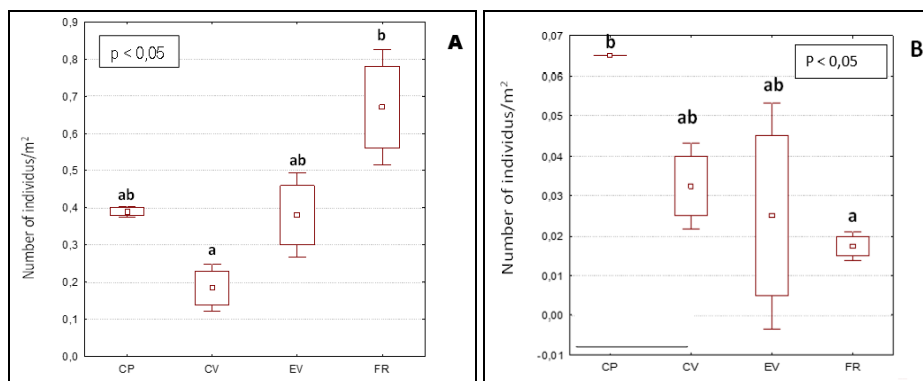 A
p < 0,05
Number of individus/m²
0,9
0,8
0,7
0,6
0,5
0,4
0,3
0,2
0,1
0,0
ab
a
ab
b
CP CV EV FR
B
P < 0,05
Number of individus/m²
0,07
0,06
0,05
0,04
0,03
0,02
0,01
0,00
-0,01
b
ab
ab
a
CP CV EV FR